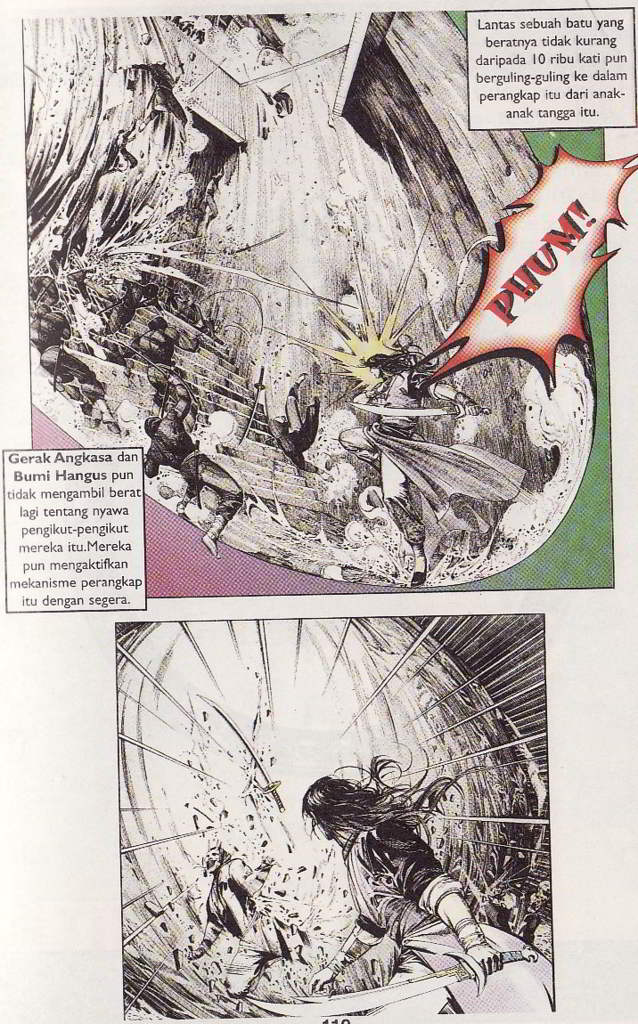 Lantas sebuah batu yang
beratnya tidak kurang
daripada 10 ribu kati pun
berguling-guling ke dalam
perangkap itu dari anak-
anak tangga itu.
PHUM!!
Gerak Angkasa dan
Bumi Hangus pun
tidak mengambil berat
lagi tentang nyawa
pengikut-pengikut
mereka itu.Mereka
pun mengaktifkan
mekanisme perangkap
itu dengan segera.